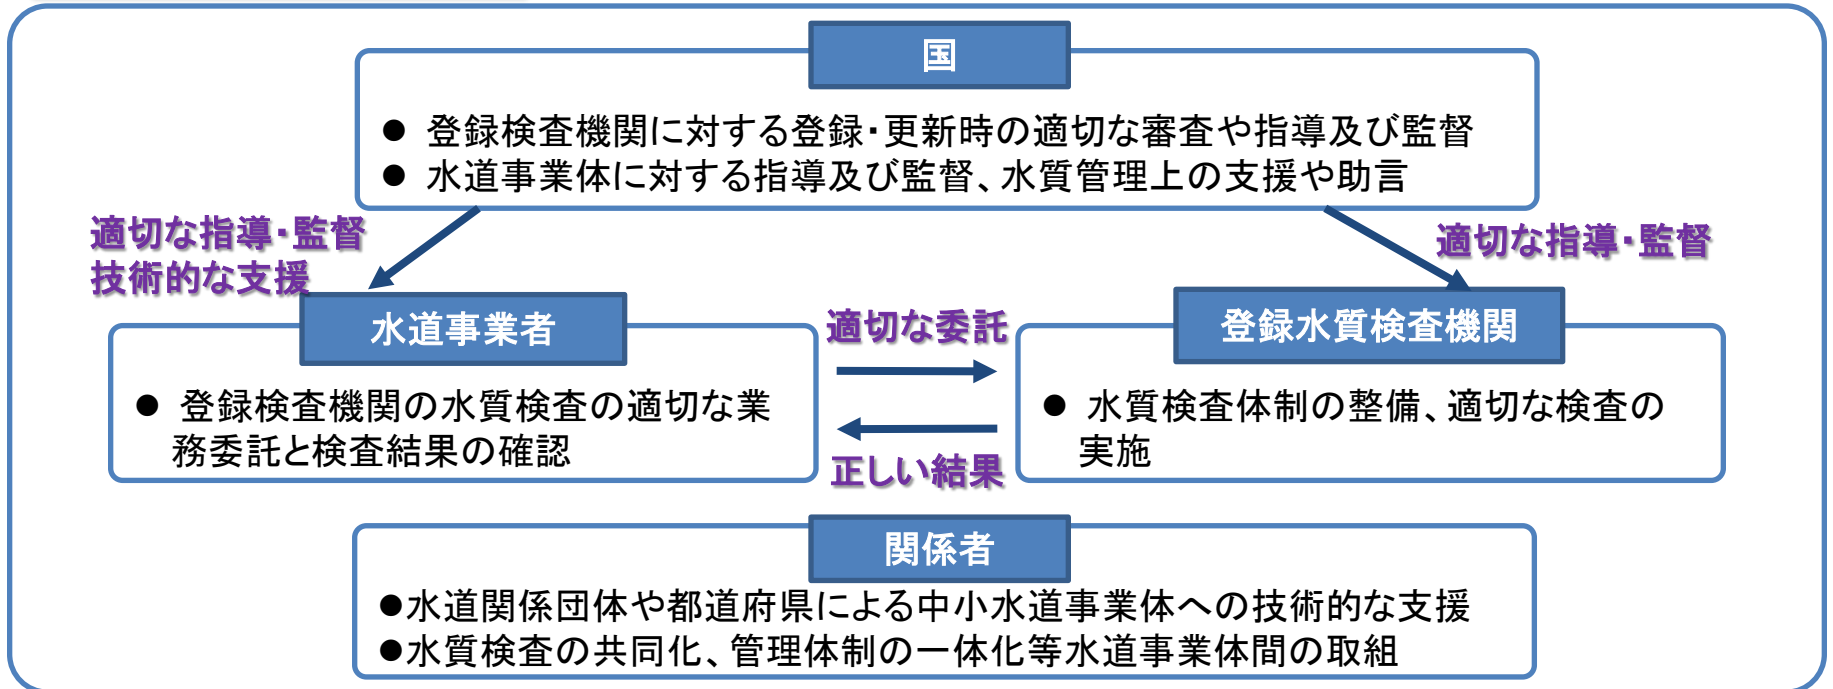 国
● 登録検査機関に対する登録・更新時の適切な審査や指導及び監督
● 水道事業体に対する指導及び監督、水質管理上の支援や助言
適切な指導・監督
技術的な支援
適切な指導・監督
水道事業者
● 登録検査機関の水質検査の適切な業
務委託と検査結果の確認
適切な委託
正しい結果
登録水質検査機関
● 水質検査体制の整備、適切な検査の
実施
関係者
●水道関係団体や都道府県による中小水道事業体への技術的な支援
●水質検査の共同化、管理体制の一体化等水道事業体間の取組